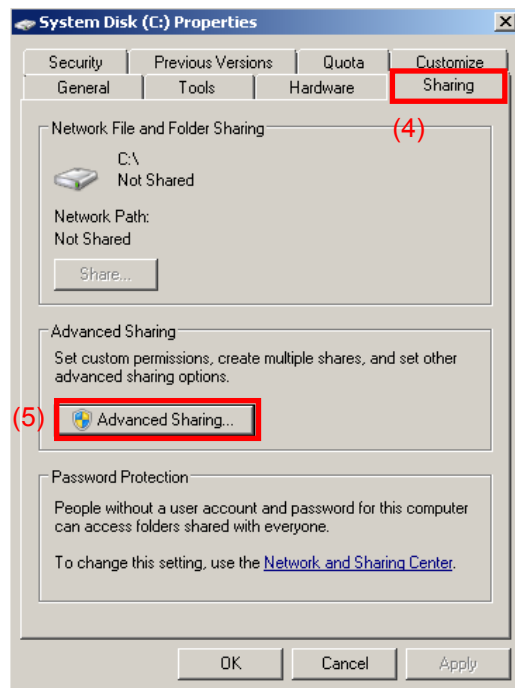 System Disk (C:) Properties
Security Previous Versions Quota Customize
General Tools Hardware Sharing
(4)
Network File and Folder Sharing
C:\
Not Shared
Network Path:
Not Shared
Share...
Advanced Sharing
Set custom permissions, create multiple shares, and set other
advanced sharing options.
(5) Advanced Sharing...
Password Protection
People without a user account and password for this computer
can access folders shared with everyone.
To change this setting, use the Network and Sharing Center.
OK Cancel Apply